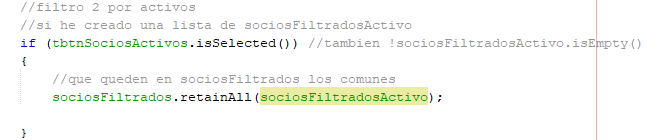 //filtro 2 por activos
//si he creado una lista de sociosFiltradosActivo
if (tbtnSociosActivos.isSelected()) //tambien !sociosFiltradosActivo.isEmpty()
{
//que queden en sociosFiltrados los comunes
sociosFiltrados.retainAll(sociosFiltradosActivo);
}